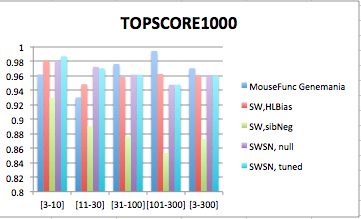 TOPSCORE1000
1
0.98
0.96
0.94
0.92
0.9
0.88
0.86
0.84
0.82
0.8
[3-10] [11-30] [31-100] [101-300] [3-300]
MouseFunc Genemania
SW,HLBias
SW,sibNeg
SWSN, null
SWSN, tuned